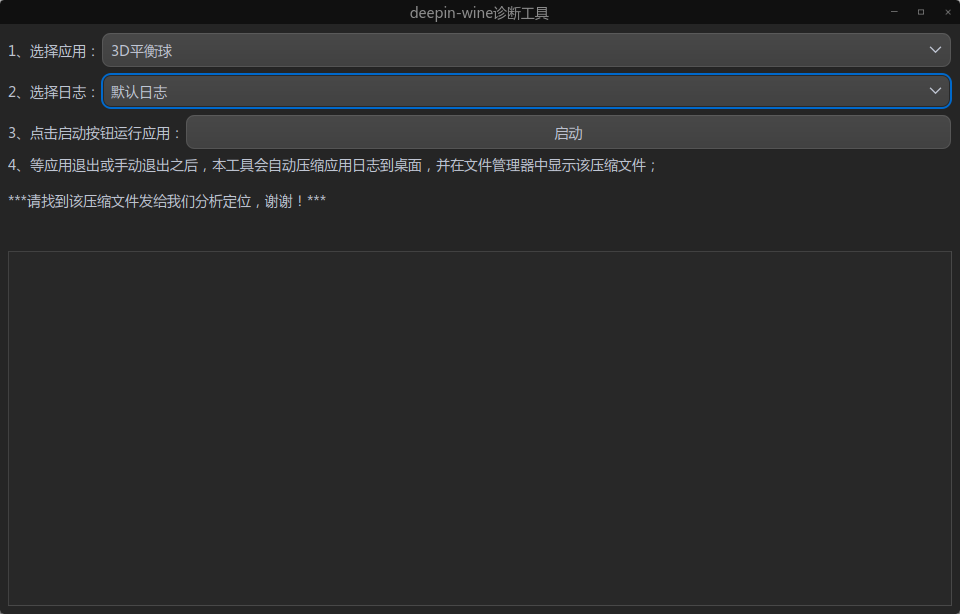 deepin-wine诊断工具
1、选择应用：3D平衡球
2、选择日志：默认日志
3、点击启动按钮运行应用：启动
4、等应用退出或手动退出之后，本工具会自动压缩应用日志到桌面，并在文件管理器中显示该压缩文件；
***请找到该压缩文件发给我们分析定位，谢谢！***